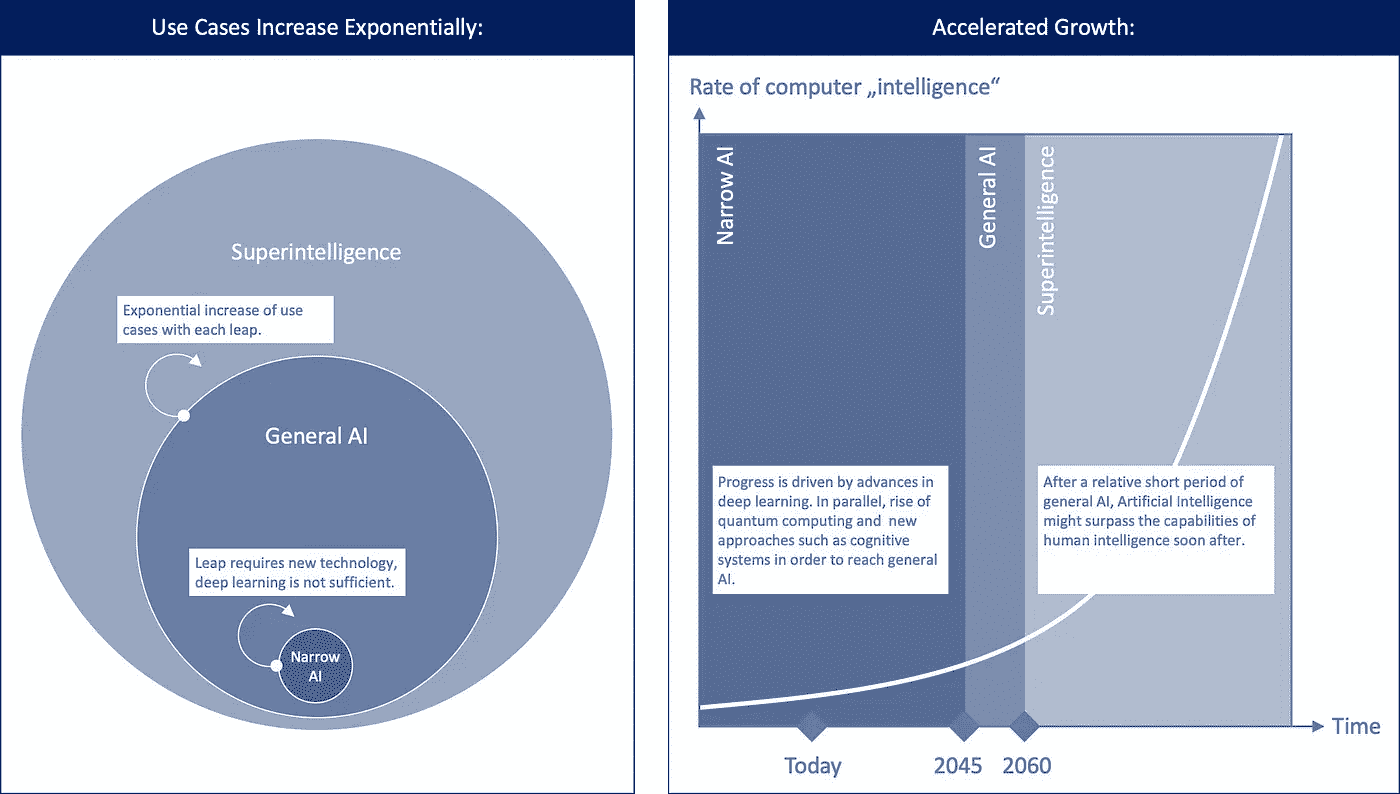 Use Cases Increase Exponentially:
Superintelligence
Exponential increase of use
cases with each leap.
General AI
Leap requires new technology,
deep learning is not sufficient.
Narrow
AI
Accelerated Growth:
Rate of computer „intelligence“
Narrow AI
General AI
Superintelligence
Progress is driven by advances in
deep learning. In parallel, rise of
quantum computing and new
approaches such as cognitive
systems in order to reach general
AI.
After a relative short period of
general AI, Artificial Intelligence
might surpass the capabilities of
human intelligence soon after.
Time
Today
2045
2060